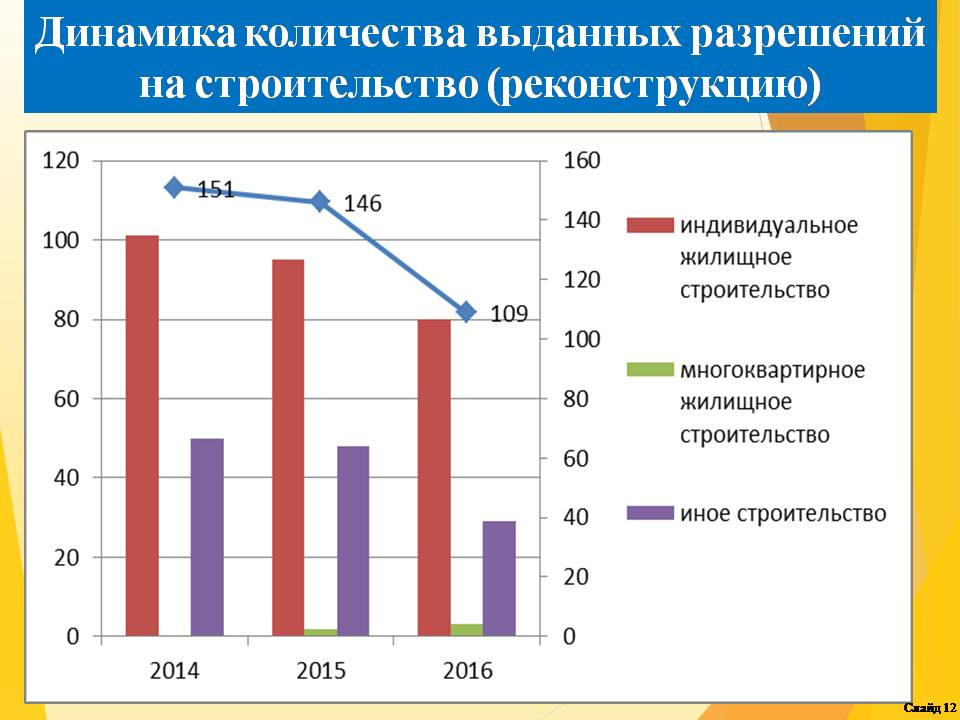 Динамика количества выданных разрешений
на строительство (реконструкцию)
120
100
80
60
40
20
0
151
146
109
160
140
120
100
80
60
40
20
0
2014
2015
2016
индивидуальное
жилищное
строительство
многоквартирное
жилищное
строительство
иное строительство
Слайд 12